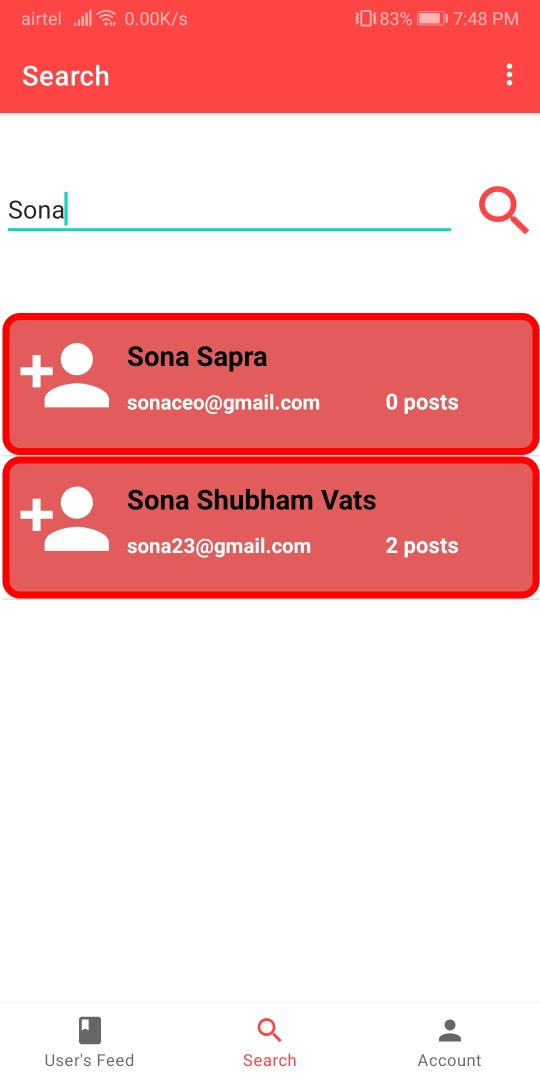 airtel 0.00K/s 83% 7:48 PM
Search
Sona
Sona Sapra
sonaceo@gmail.com 0 posts
Sona Shubham Vats
sona23@gmail.com 2 posts
User's Feed Search Account